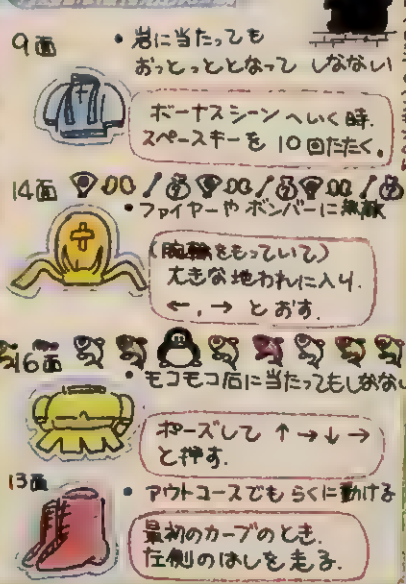 9面
・岩に当たっても
おっとっととなって しなない
ボーナスシーンへいく時.
スペースキーを 10回たたく。
14面
・ファイヤーや ボンバーに無敵
(腕輪をもっていて)
大きな地われに入り.
←, → とおす.
16面
・モコモコ石に当たってもしなない
ポーズして ↑→↓→
と押す.
13面
・アウトコースでも らくに動ける
最初のカーブのとき.
左側のはしを走る.